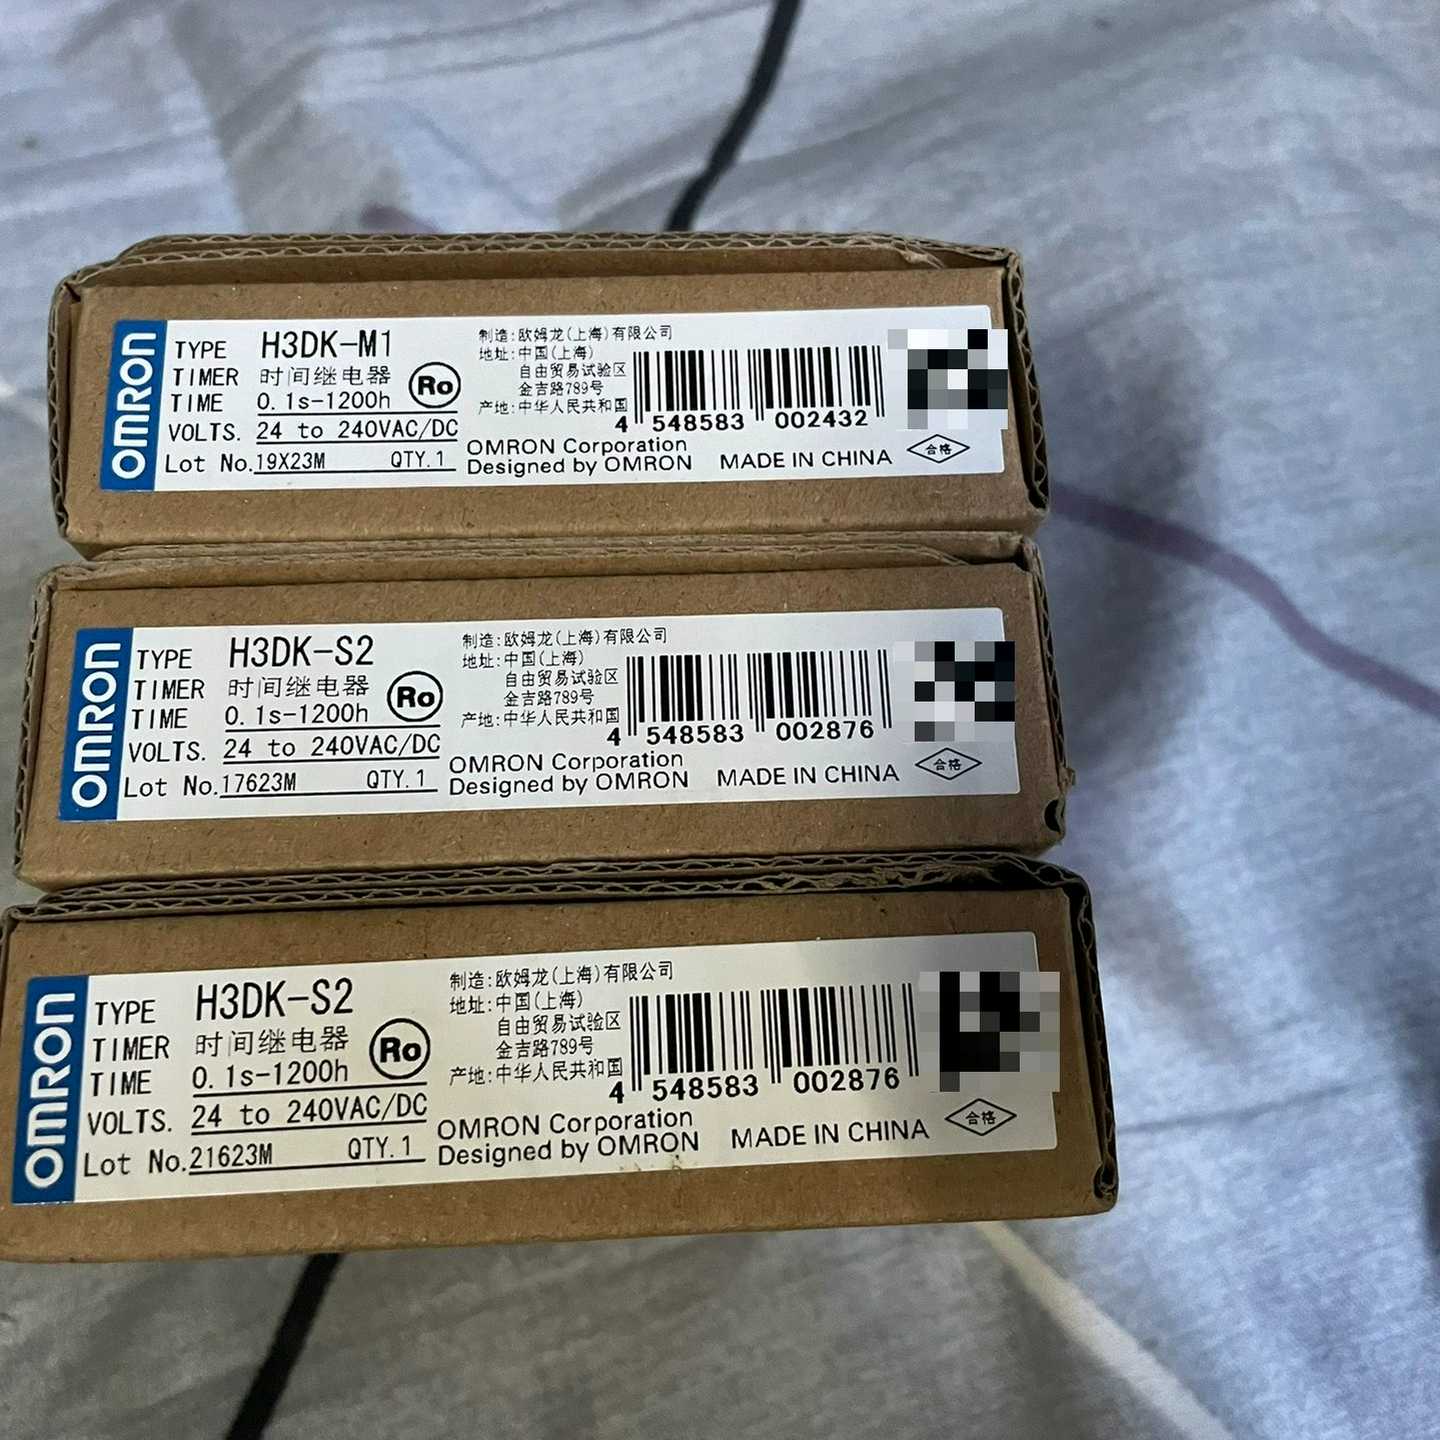 OMRON
TYPE H3DK-M1
TIMER 时间继电器
TIME 0.1s-1200h
VOLTS. 24 to 240VAC/DC
Lot No. 19X23M QTY. 1
Ro
制造:欧姆龙(上海)有限公司
地址:中国(上海)
自由贸易试验区
金吉路789号
产地:中华人民共和国
4 548583 002432
OMRON Corporation
Designed by OMRON MADE IN CHINA
合格
OMRON
TYPE H3DK-S2
TIMER 时间继电器
TIME 0.1s-1200h
VOLTS. 24 to 240VAC/DC
Lot No. 17623M QTY. 1
Ro
制造:欧姆龙(上海)有限公司
地址:中国(上海)
自由贸易试验区
金吉路789号
产地:中华人民共和国
4 548583 002876
OMRON Corporation
Designed by OMRON MADE IN CHINA
合格
OMRON
TYPE H3DK-S2
TIMER 时间继电器
TIME 0.1s-1200h
VOLTS. 24 to 240VAC/DC
Lot No. 21623M QTY. 1
Ro
制造:欧姆龙(上海)有限公司
地址:中国(上海)
自由贸易试验区
金吉路789号
产地:中华人民共和国
4 548583 002876
OMRON Corporation
Designed by OMRON MADE IN CHINA
合格